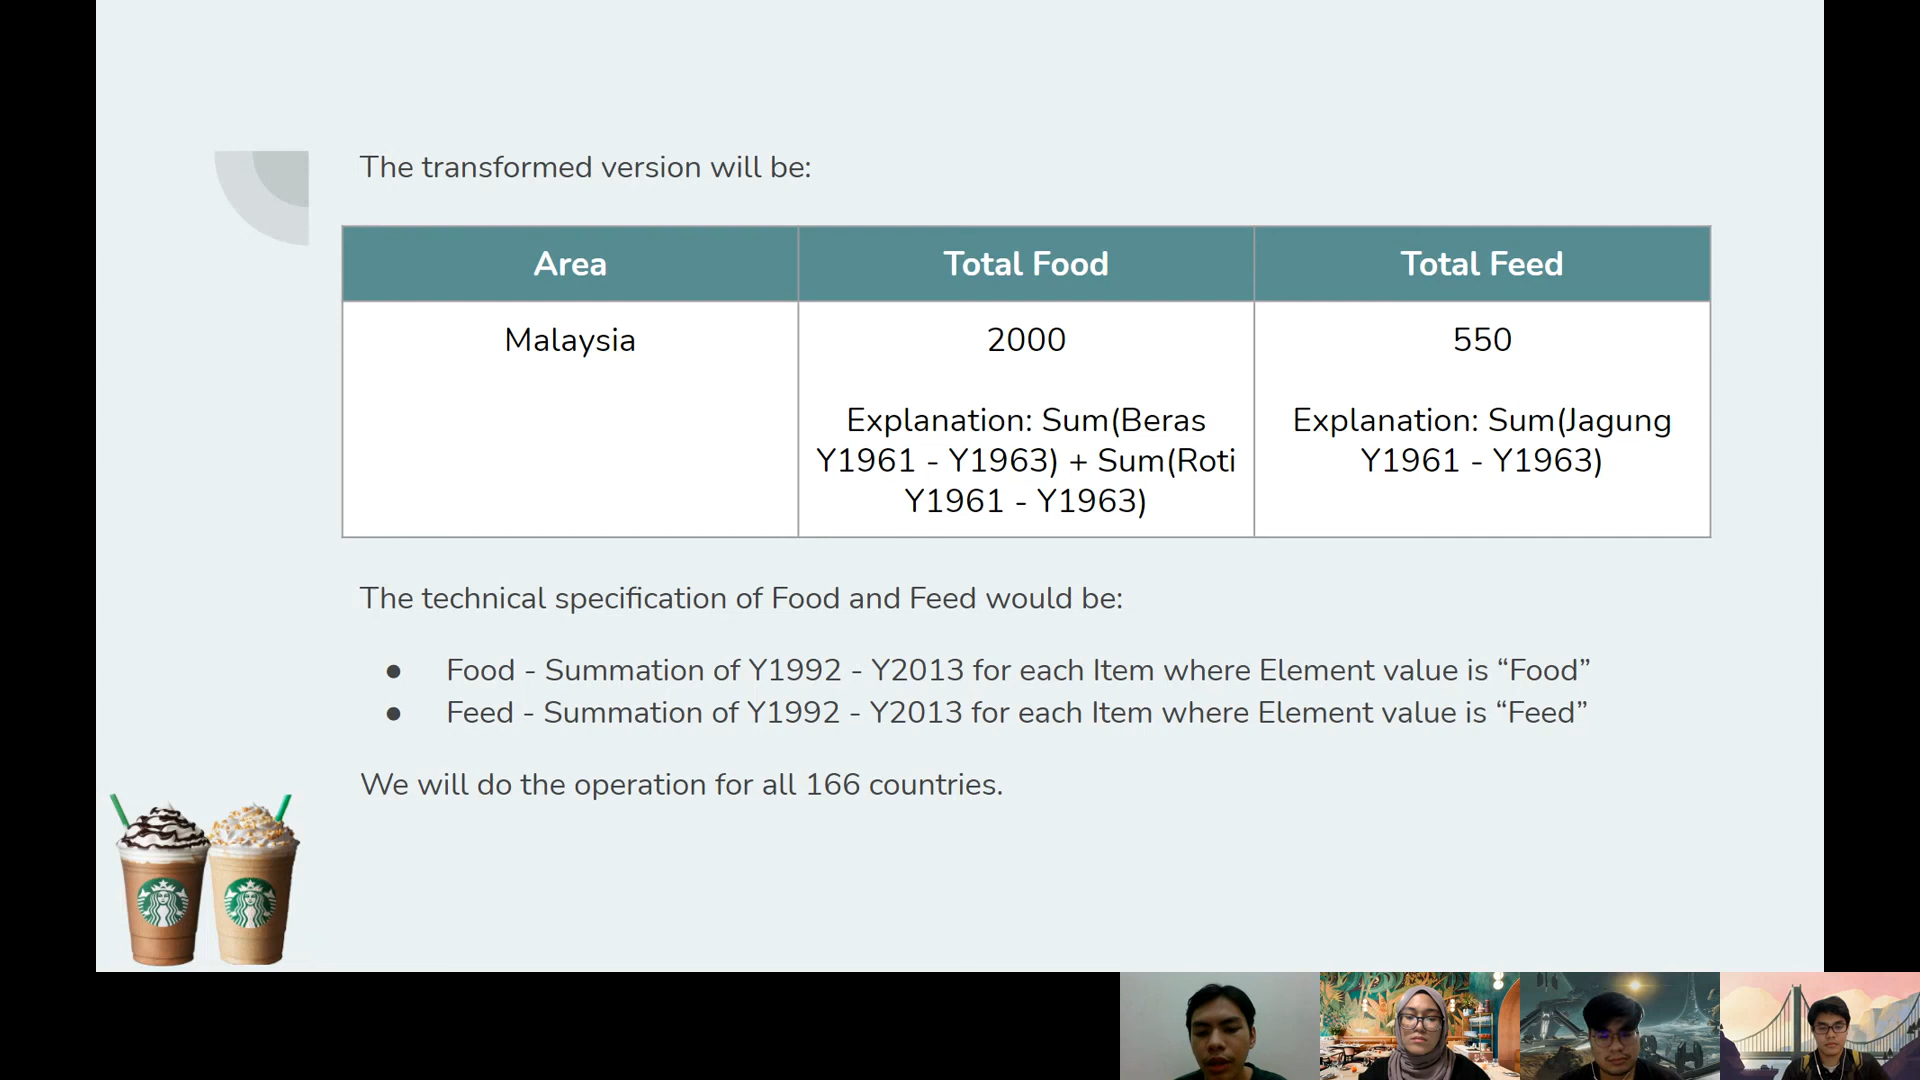 The transformed version will be:
Area Total Food Total Feed
Malaysia 2000 550
Explanation: Sum(Beras
Y1961 - Y1963) + Sum(Roti
Y1961 - Y1963)
Explanation: Sum(Jagung
Y1961 - Y1963)
The technical specification of Food and Feed would be:
● Food - Summation of Y1992 - Y2013 for each Item where Element value is “Food”
● Feed - Summation of Y1992 - Y2013 for each Item where Element value is “Feed”
We will do the operation for all 166 countries.